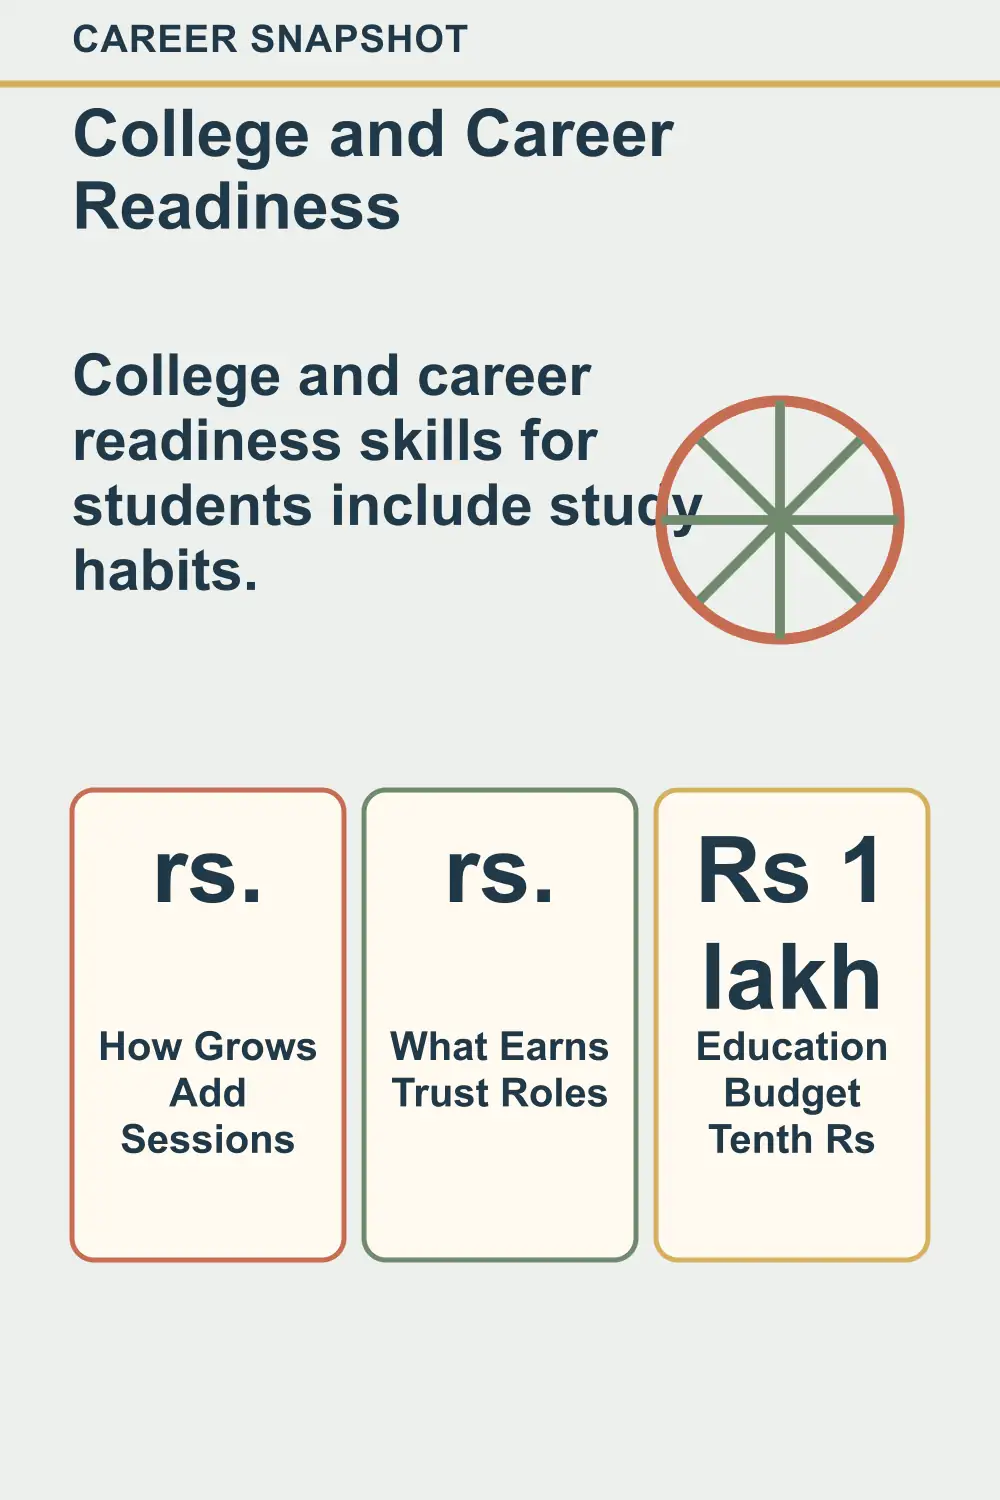 CAREER SNAPSHOT
College and Career
Readiness
College and career
readiness skills for
students include study
habits.
rs.
How Grows
Add
Sessions
rs.
What Earns
Trust Roles
Rs 1
lakh
Education
Budget
Tenth Rs